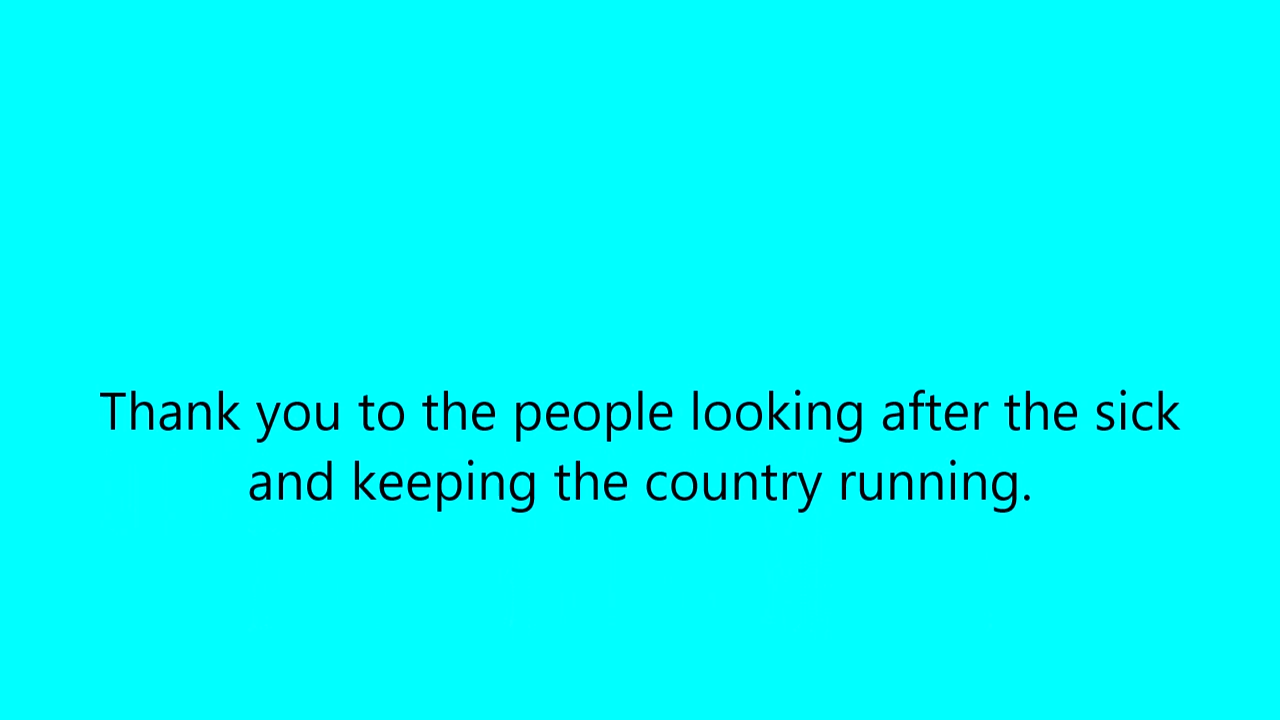 Thank you to the people looking after the sick
and keeping the country running.